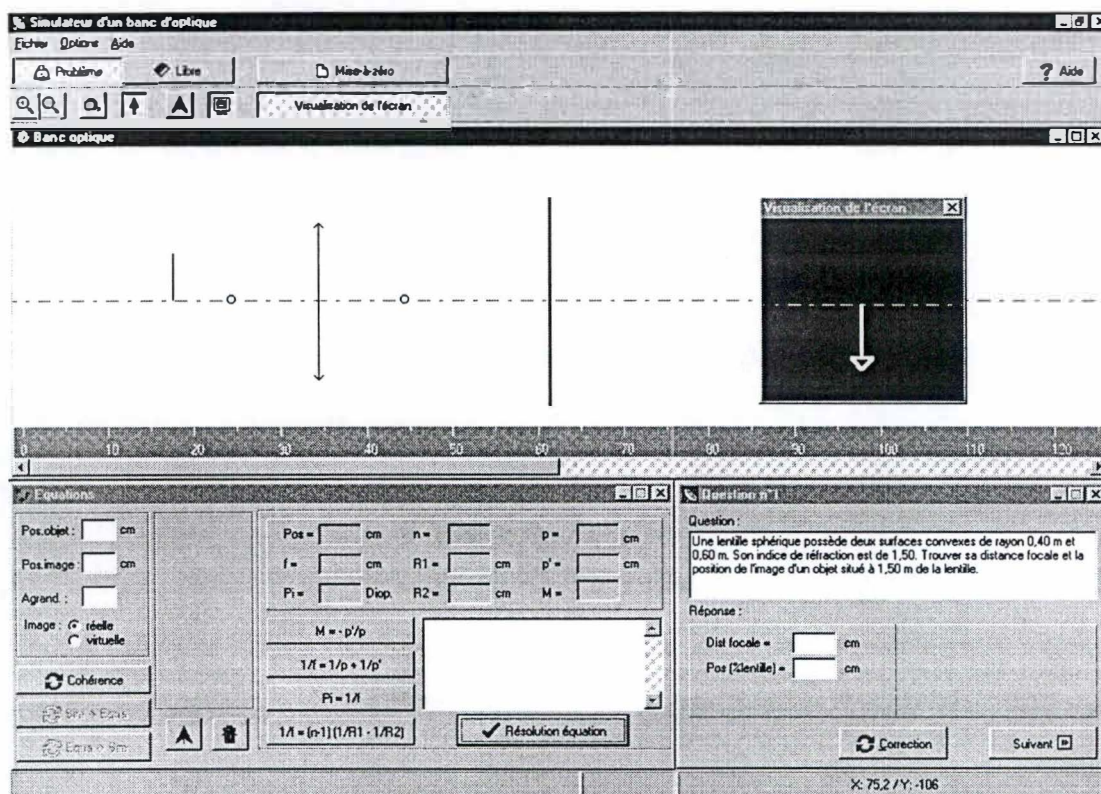 Simulateur d'un banc d'optique
Fichier Options Aide
Problème Libre Mise-à-zéro ? Aide
Visualisation de l'écran
Banc optique
Visualisation de l'écran
0 10 20 30 40 50 60 70 80 90 100 110 120
Equations
Pos.objet : cm
Pos.image : cm
Agrand. :
Image : réelle
virtuelle
Cohérence
Sim > Equas
Equas > Sim
Pos = cm n = p = cm
f = cm R1 = cm p' = cm
Pi = Diop. R2 = cm M =
M = - p'/p
1/f = 1/p + 1/p'
Pi = 1/f
1/f = (n-1) (1/R1 - 1/R2)
Résolution équation
Question n°1
Question :
Une lentille sphérique possède deux surfaces convexes de rayon 0,40 m et
0,60 m. Son indice de réfraction est de 1,50. Trouver sa distance focale et la
position de l'image d'un objet situé à 1,50 m de la lentille.
Réponse :
Dist focale = cm
Pos (%lentille) = cm
Correction Suivant
X: 75,2 / Y: -106